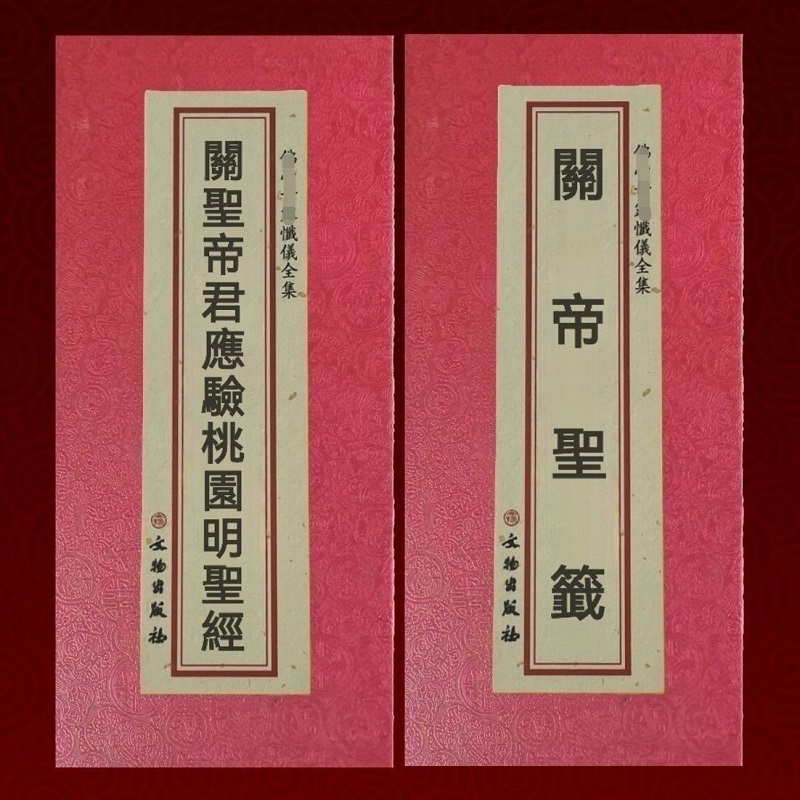 關聖帝君應驗桃園明聖經
懺儀全集
文物出版社
關帝聖籤
懺儀全集
文物出版社